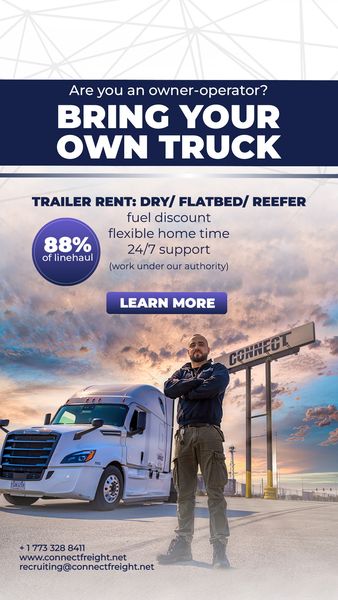 Are you an owner-operator?
BRING YOUR
OWN TRUCK
TRAILER RENT: DRY/ FLATBED/ REEFER
fuel discount
flexible home time
24/7 support
(work under our authority)
88%
of linehaul
LEARN MORE
CONNECT
+ 1 773 328 8411
www.connectfreight.net
recruiting@connectfreight.net